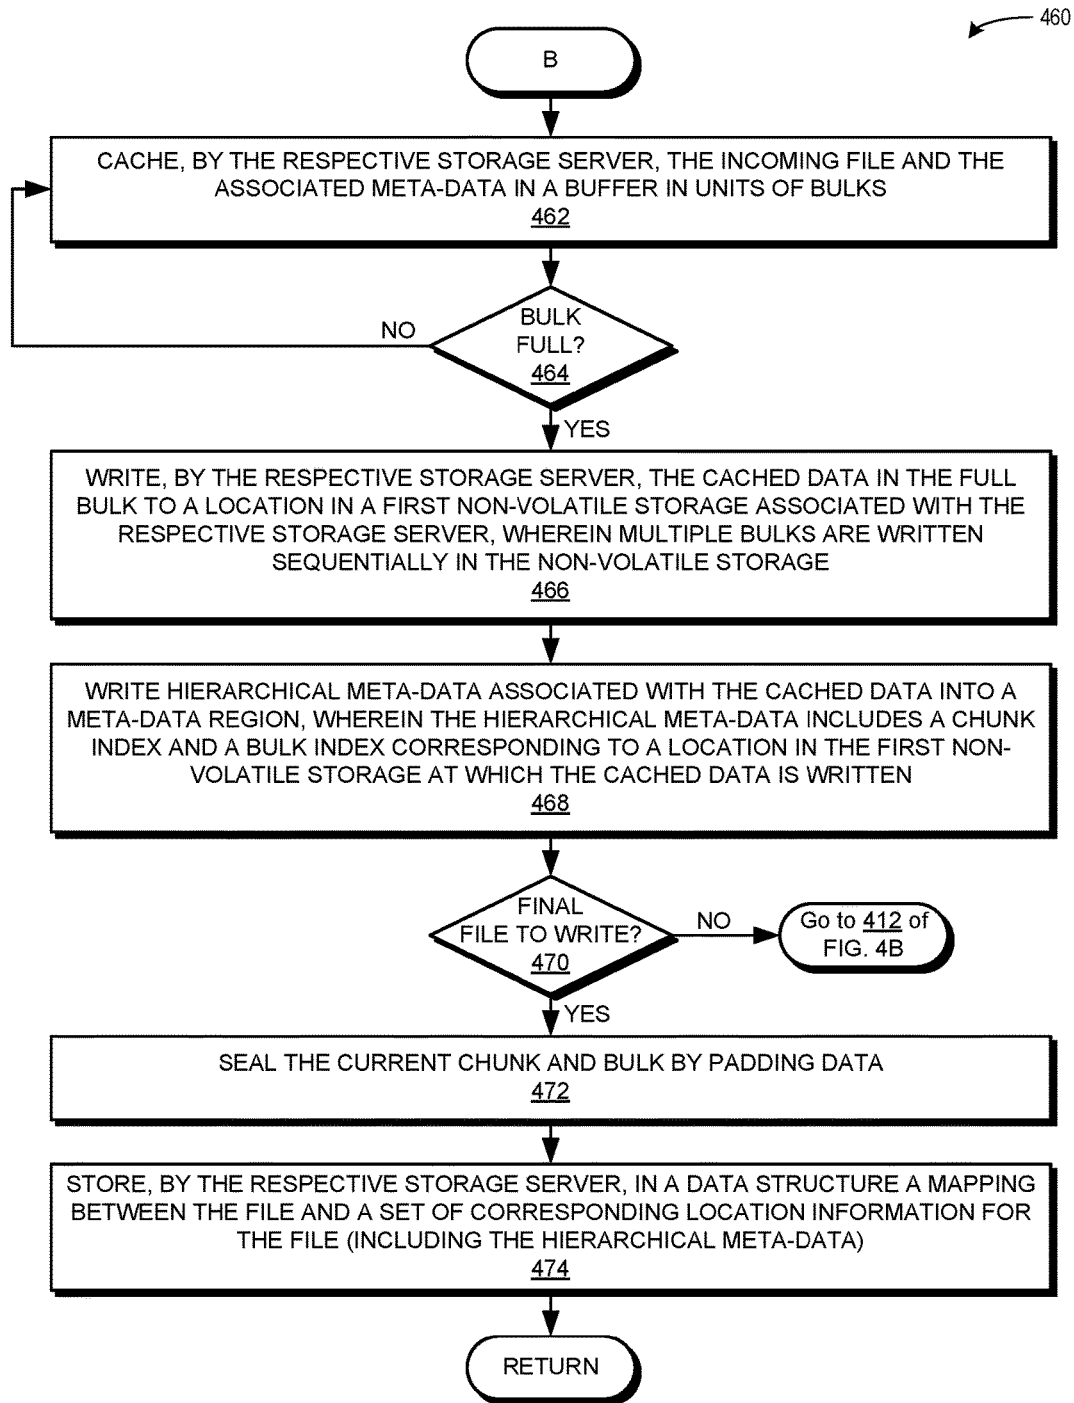 460
B
CACHE, BY THE RESPECTIVE STORAGE SERVER, THE INCOMING FILE AND THE
ASSOCIATED META-DATA IN A BUFFER IN UNITS OF BULKS
462
NO
BULK
FULL?
464
YES
WRITE, BY THE RESPECTIVE STORAGE SERVER, THE CACHED DATA IN THE FULL
BULK TO A LOCATION IN A FIRST NON-VOLATILE STORAGE ASSOCIATED WITH THE
RESPECTIVE STORAGE SERVER, WHEREIN MULTIPLE BULKS ARE WRITTEN
SEQUENTIALLY IN THE NON-VOLATILE STORAGE
466
WRITE HIERARCHICAL META-DATA ASSOCIATED WITH THE CACHED DATA INTO A
META-DATA REGION, WHEREIN THE HIERARCHICAL META-DATA INCLUDES A CHUNK
INDEX AND A BULK INDEX CORRESPONDING TO A LOCATION IN THE FIRST NON-
VOLATILE STORAGE AT WHICH THE CACHED DATA IS WRITTEN
468
FINAL
FILE TO WRITE?
470
NO
Go to 412 of
FIG. 4B
YES
SEAL THE CURRENT CHUNK AND BULK BY PADDING DATA
472
STORE, BY THE RESPECTIVE STORAGE SERVER, IN A DATA STRUCTURE A MAPPING
BETWEEN THE FILE AND A SET OF CORRESPONDING LOCATION INFORMATION FOR
THE FILE (INCLUDING THE HIERARCHICAL META-DATA)
474
RETURN